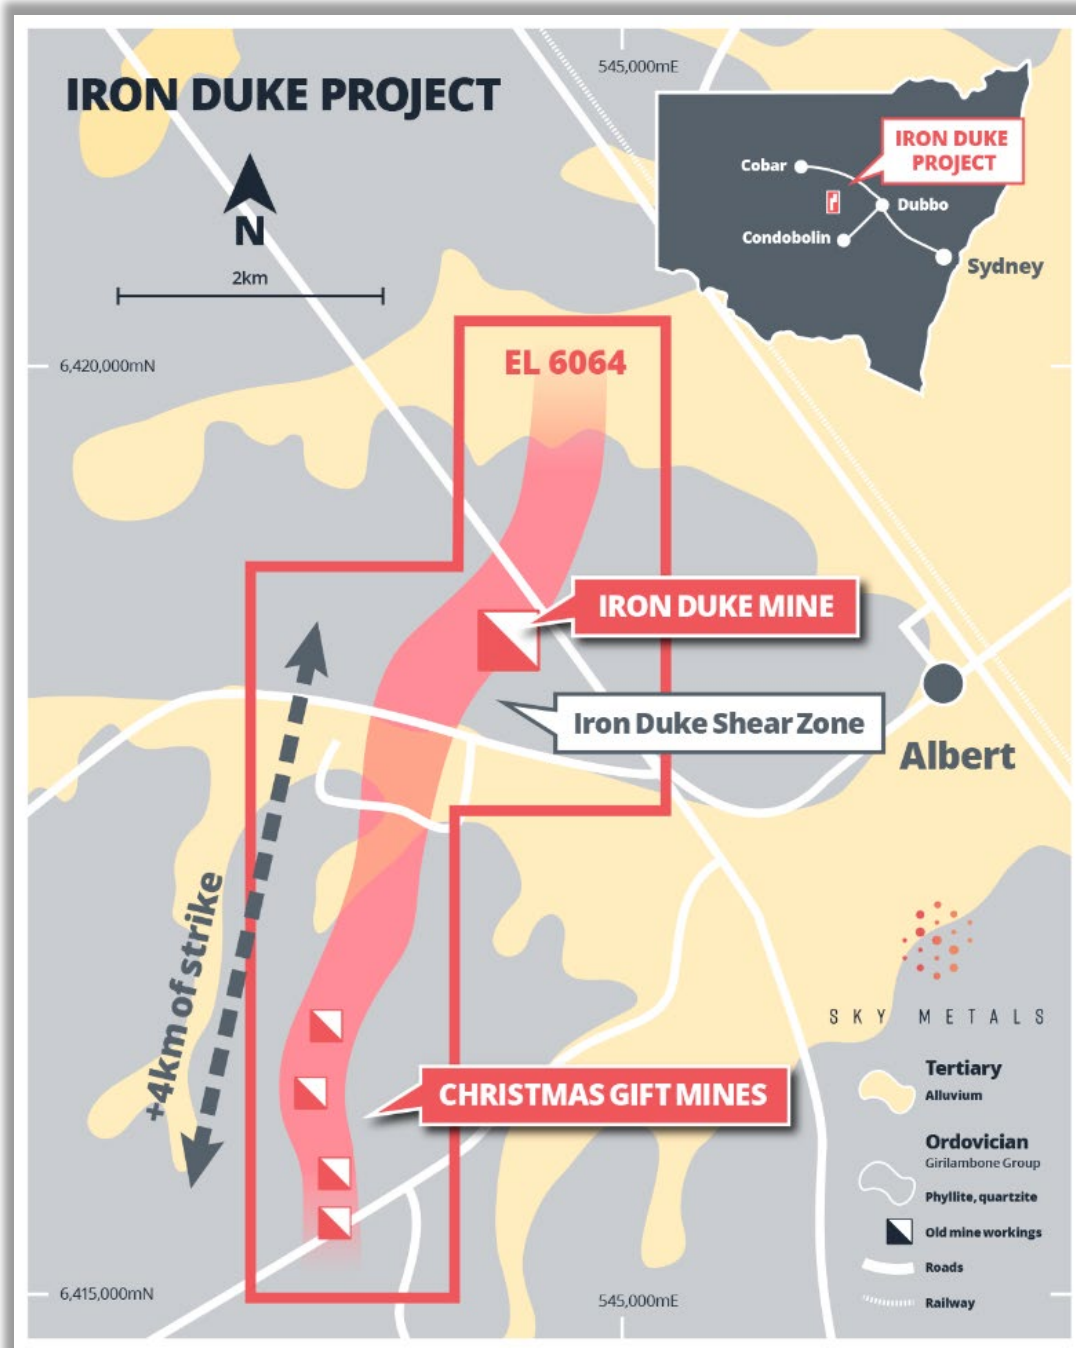 IRON DUKE PROJECT
545,000mE
N
2km
IRON DUKE
PROJECT
Cobar
Dubbo
Condobolin
Sydney
6,420,000mN
EL 6064
IRON DUKE MINE
Iron Duke Shear Zone
Albert
+4km of strike
CHRISTMAS GIFT MINES
SKY METALS
Tertiary
Alluvium
Ordovician
Girilambone Group
Phyllite, quartzite
Old mine workings
Roads
Railway
6,415,000mN
545,000mE